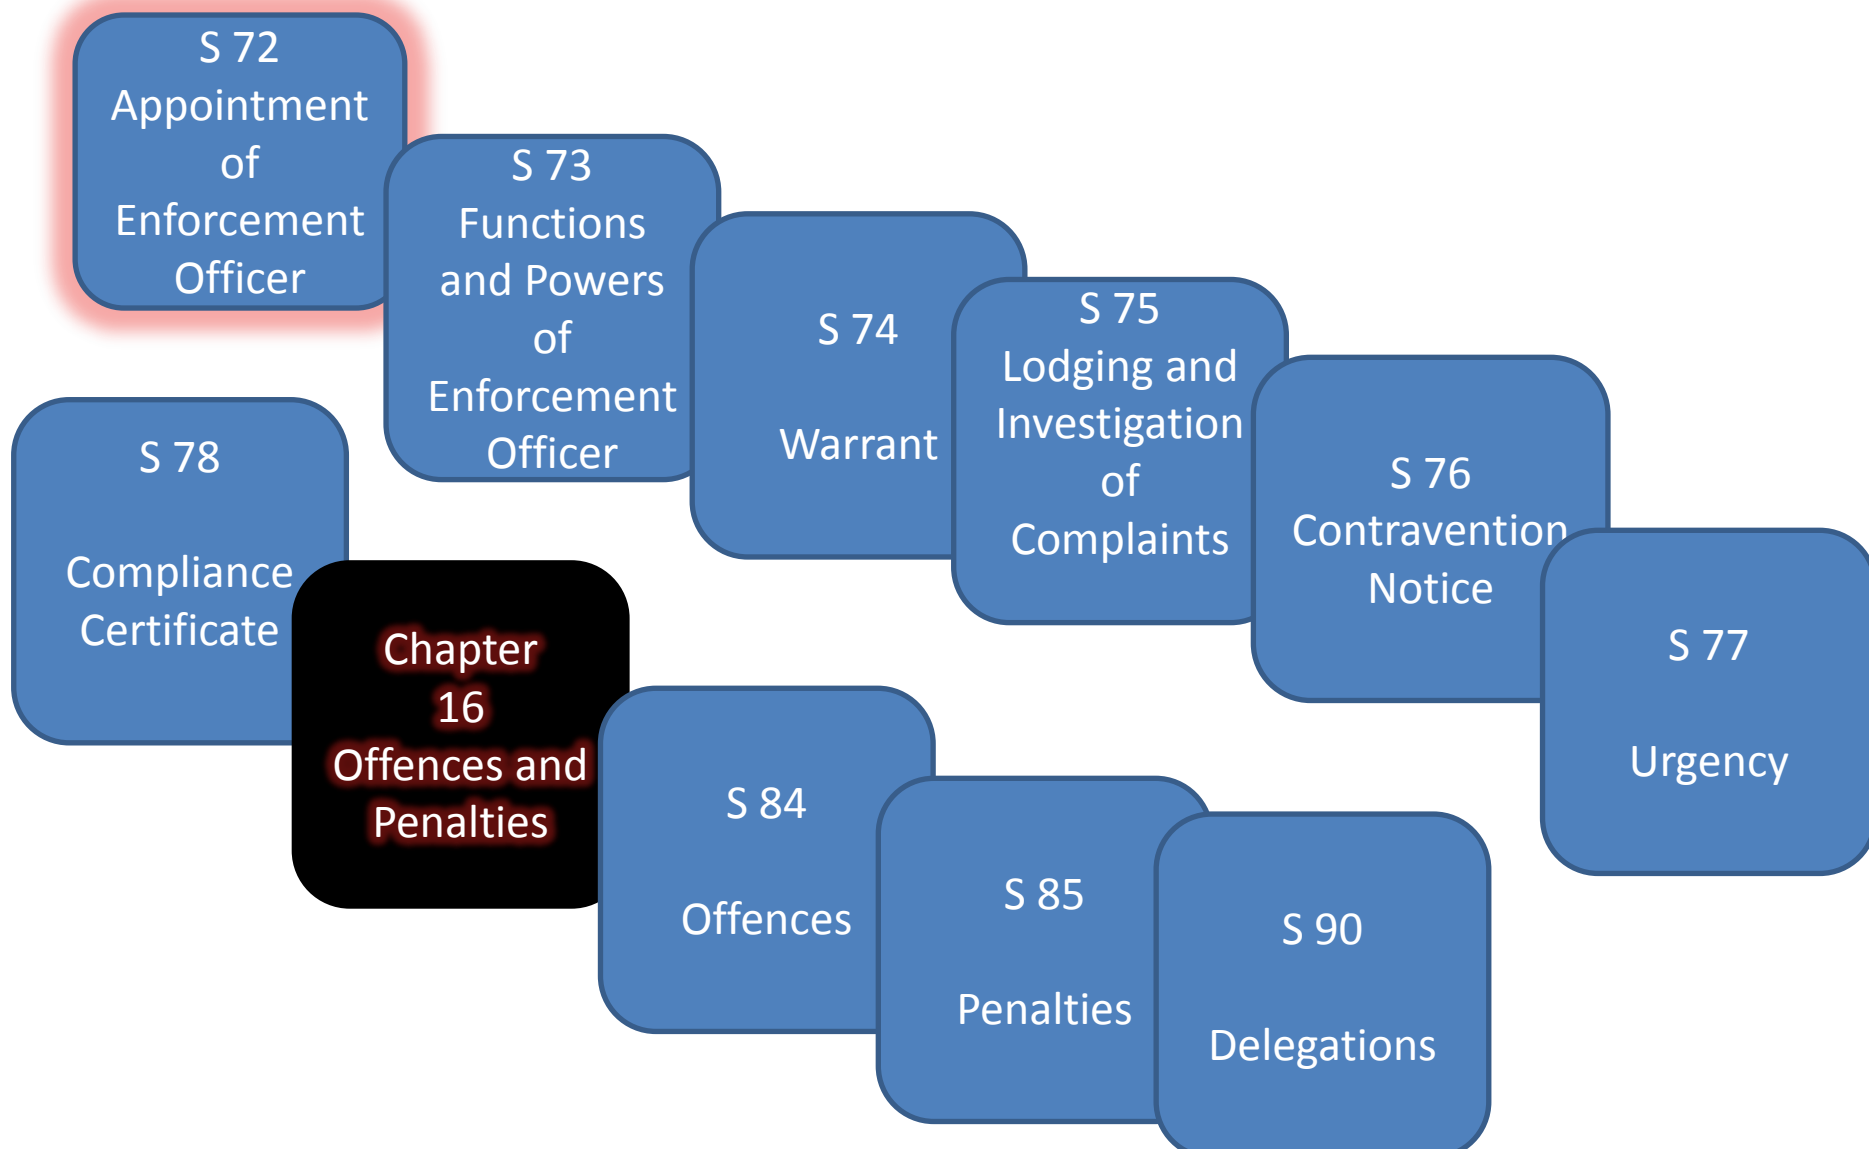 S 72
Appointment
of
Enforcement
Officer
S 73
Functions
and Powers
of
Enforcement
Officer
S 74
Warrant
S 75
Lodging and
Investigation
of
Complaints
S 76
Contravention
Notice
S 77
Urgency
S 78
Compliance
Certificate
Chapter
16
Offences and
Penalties
S 84
Offences
S 85
Penalties
S 90
Delegations